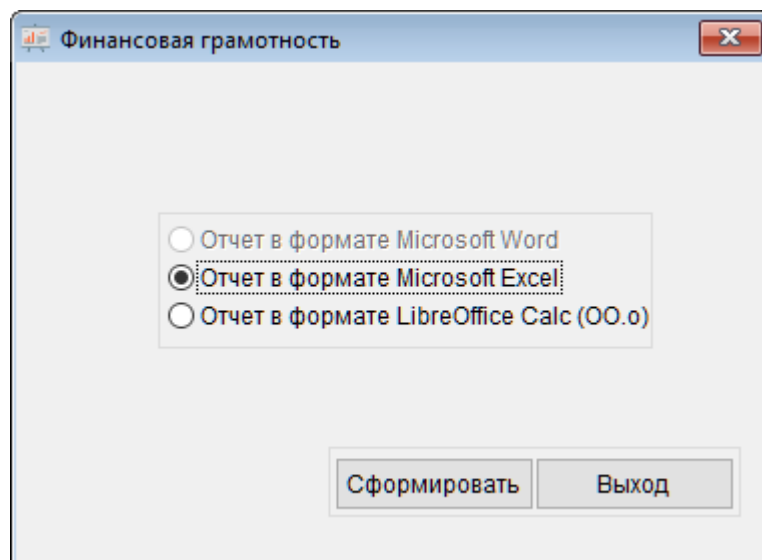 Финансовая грамотность
Отчет в формате Microsoft Word
Отчет в формате Microsoft Excel
Отчет в формате LibreOffice Calc (OO.o)
Сформировать
Выход